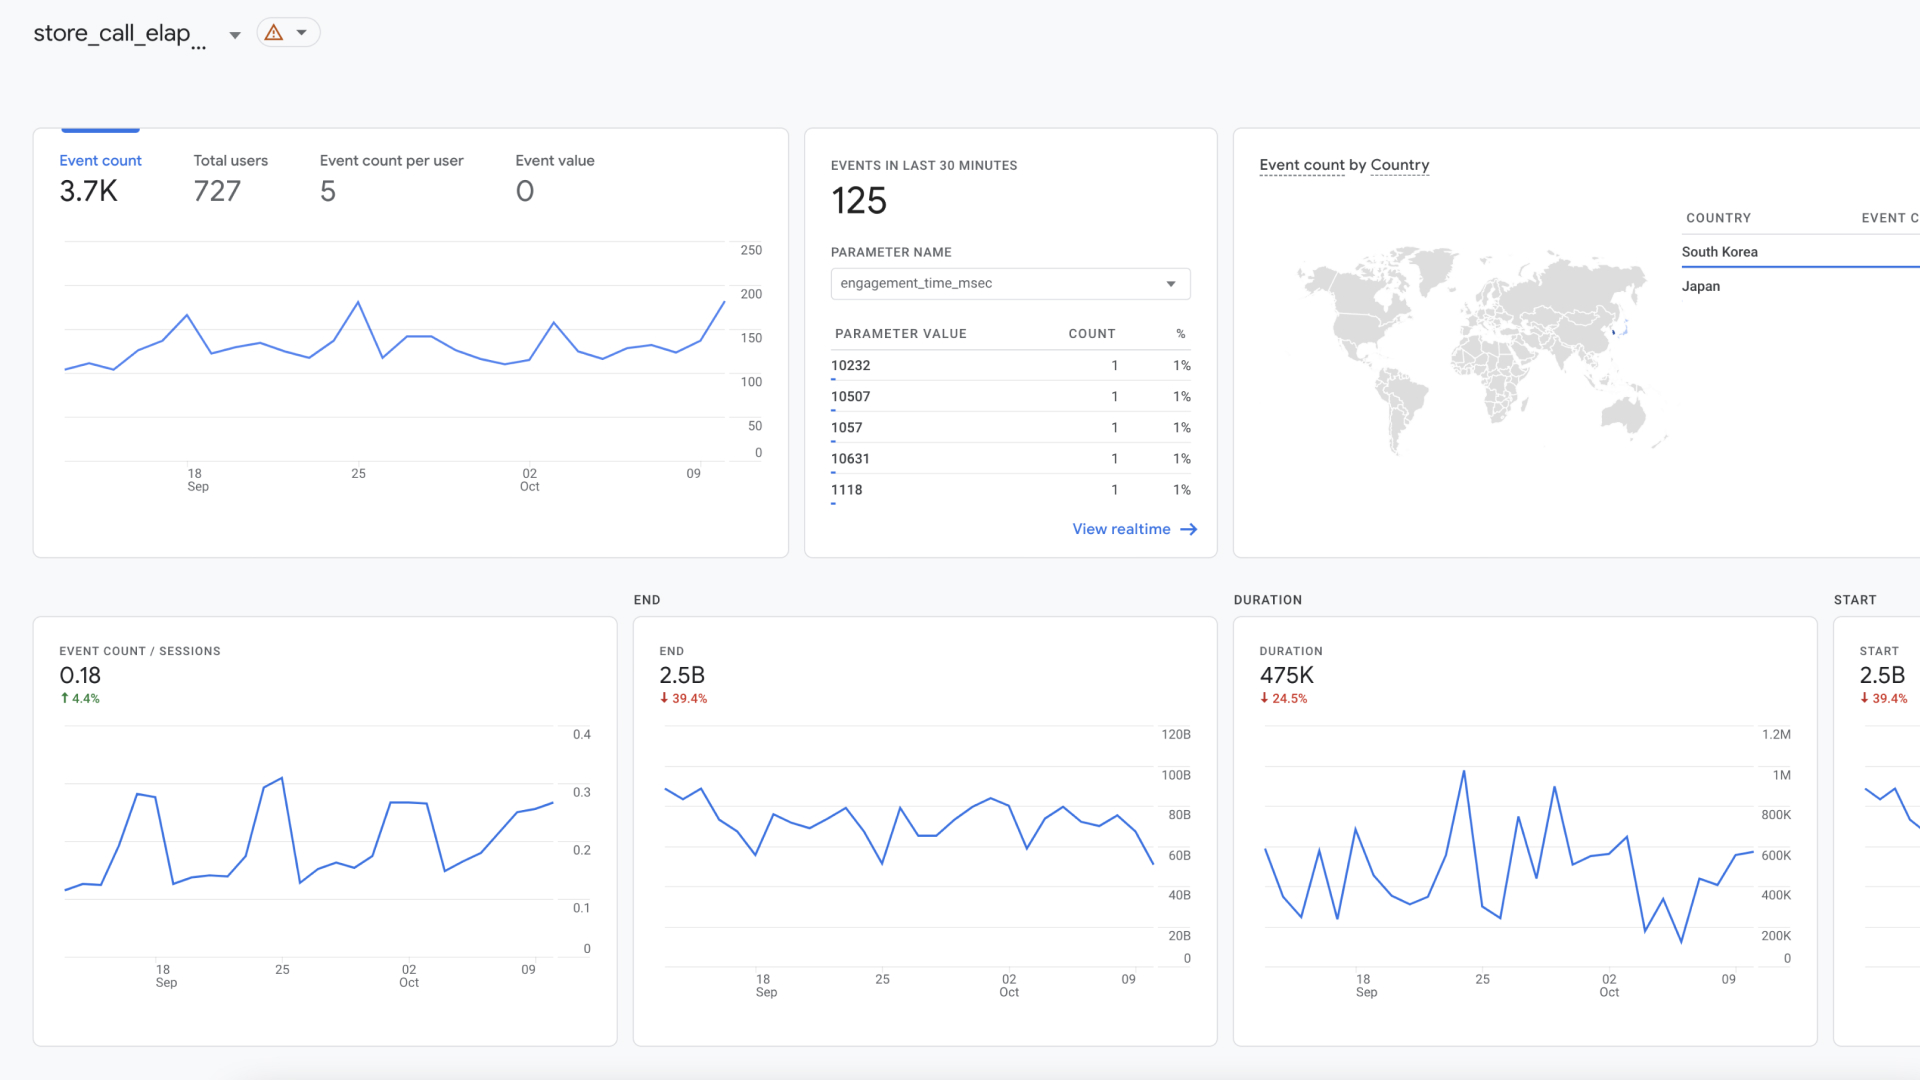 store_call_elap...
Event count
3.7K
Total users
727
Event count per user
5
Event value
0
250
200
150
100
50
0
18
Sep
25
02
Oct
09
EVENTS IN LAST 30 MINUTES
125
PARAMETER NAME
engagement_time_msec
PARAMETER VALUE COUNT %
10232 1 1%
10507 1 1%
1057 1 1%
10631 1 1%
1118 1 1%
View realtime
Event count by Country
COUNTRY EVENT C
South Korea
Japan
EVENT COUNT / SESSIONS
0.18
4.4%
0.4
0.3
0.2
0.1
0
18
Sep
25
02
Oct
09
END
END
2.5B
39.4%
120B
100B
80B
60B
40B
20B
0
18
Sep
25
02
Oct
09
DURATION
DURATION
475K
24.5%
1.2M
1M
800K
600K
400K
200K
0
18
Sep
25
02
Oct
09
START
START
2.5B
39.4%